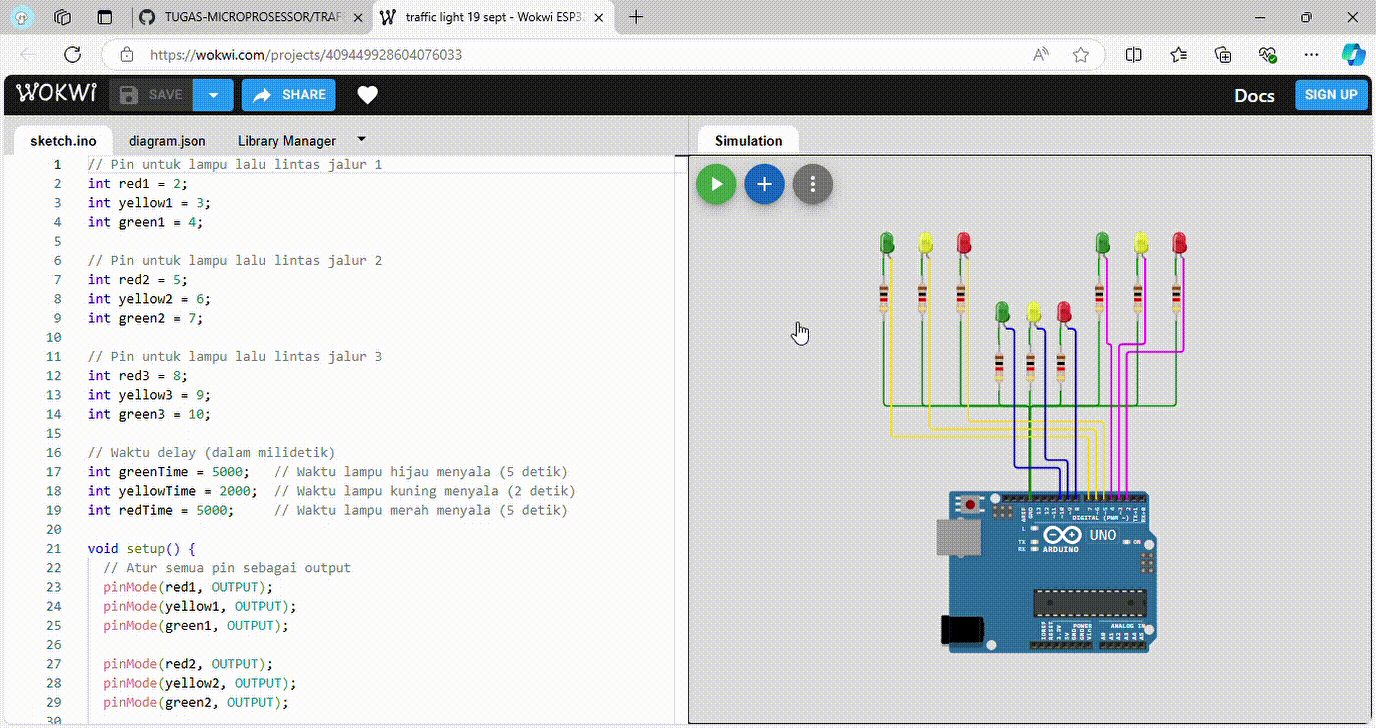 TUGAS-MICROPROSESSOR/TRAF
traffic light 19 sept - Wokwi ESP3
https://wokwi.com/projects/409449928604076033
WOKWI
SAVE
SHARE
Docs
SIGN UP
sketch.ino
diagram.json
Library Manager
Simulation
1 // Pin untuk lampu lalu lintas jalur 1
2 int red1 = 2;
3 int yellow1 = 3;
4 int green1 = 4;
5
6 // Pin untuk lampu lalu lintas jalur 2
7 int red2 = 5;
8 int yellow2 = 6;
9 int green2 = 7;
10
11 // Pin untuk lampu lalu lintas jalur 3
12 int red3 = 8;
13 int yellow3 = 9;
14 int green3 = 10;
15
16 // Waktu delay (dalam milidetik)
17 int greenTime = 5000;   // Waktu lampu hijau menyala (5 detik)
18 int yellowTime = 2000;  // Waktu lampu kuning menyala (2 detik)
19 int redTime = 5000;     // Waktu lampu merah menyala (5 detik)
20
21 void setup() {
22   // Atur semua pin sebagai output
23   pinMode(red1, OUTPUT);
24   pinMode(yellow1, OUTPUT);
25   pinMode(green1, OUTPUT);
26
27   pinMode(red2, OUTPUT);
28   pinMode(yellow2, OUTPUT);
29   pinMode(green2, OUTPUT);
30
DIGITAL (PWM ~)
L
TX
RX
UNO
ON
ARDUINO
POWER
ANALOG IN